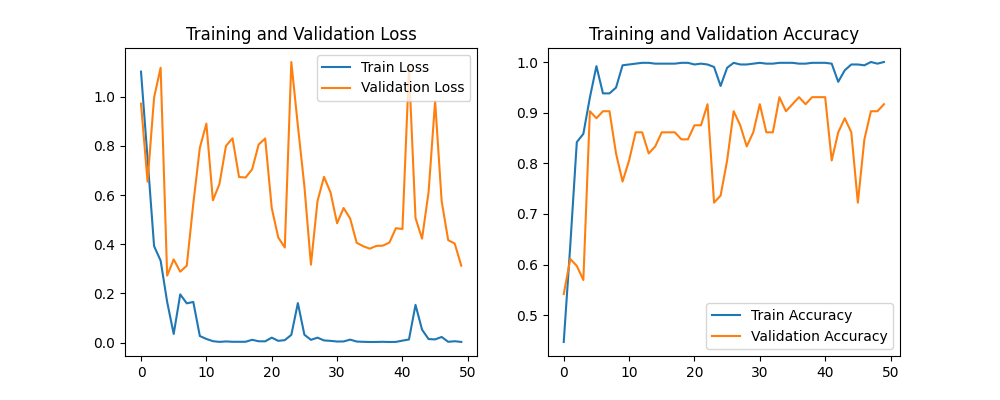 Training and Validation Loss
Train Loss
Validation Loss
1.0
0.8
0.6
0.4
0.2
0.0
0 10 20 30 40 50
Training and Validation Accuracy
1.0
0.9
0.8
0.7
0.6
0.5
Train Accuracy
Validation Accuracy
0 10 20 30 40 50